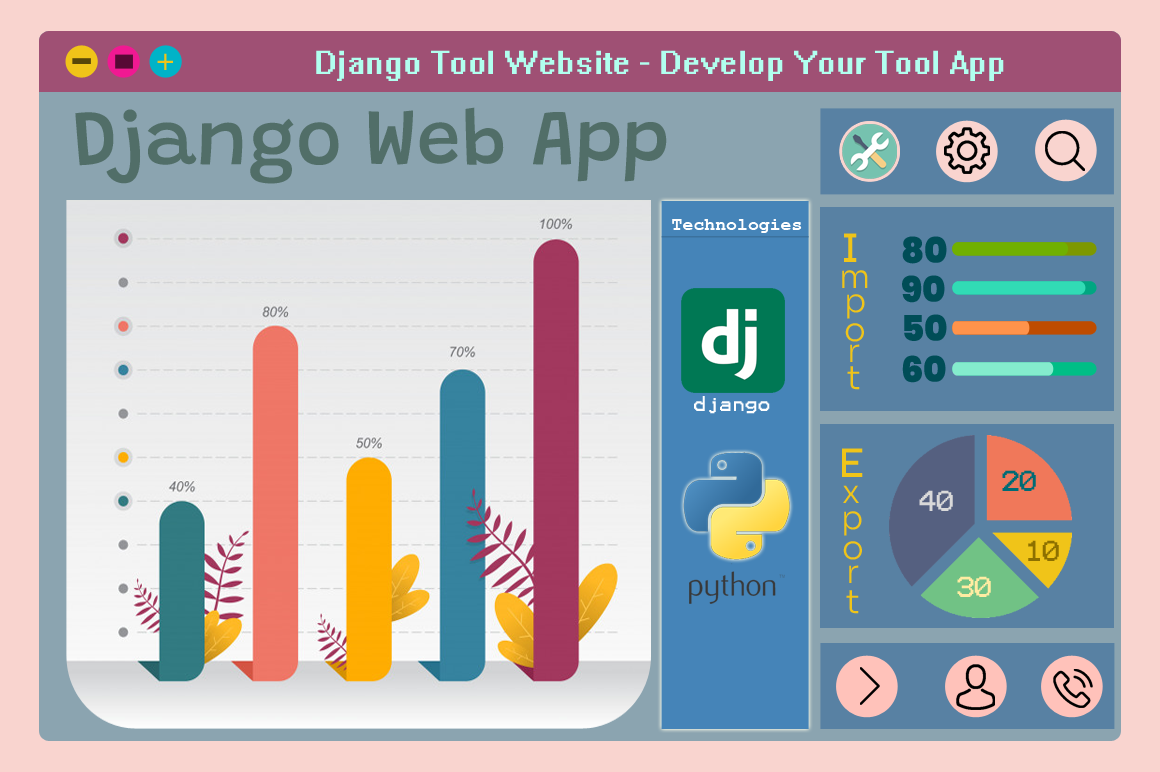 Django Tool Website - Develop Your Tool App
Django Web App
100%
80%
70%
50%
40%
Technologies
dj
django
python™
Import
80
90
50
60
Export
40
20
10
30